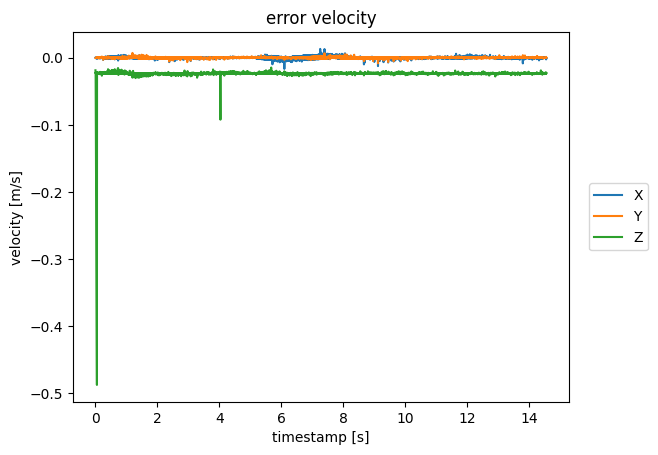 error velocity
velocity [m/s]
0.0
−0.1
−0.2
−0.3
−0.4
−0.5
0 2 4 6 8 10 12 14
timestamp [s]
X
Y
Z